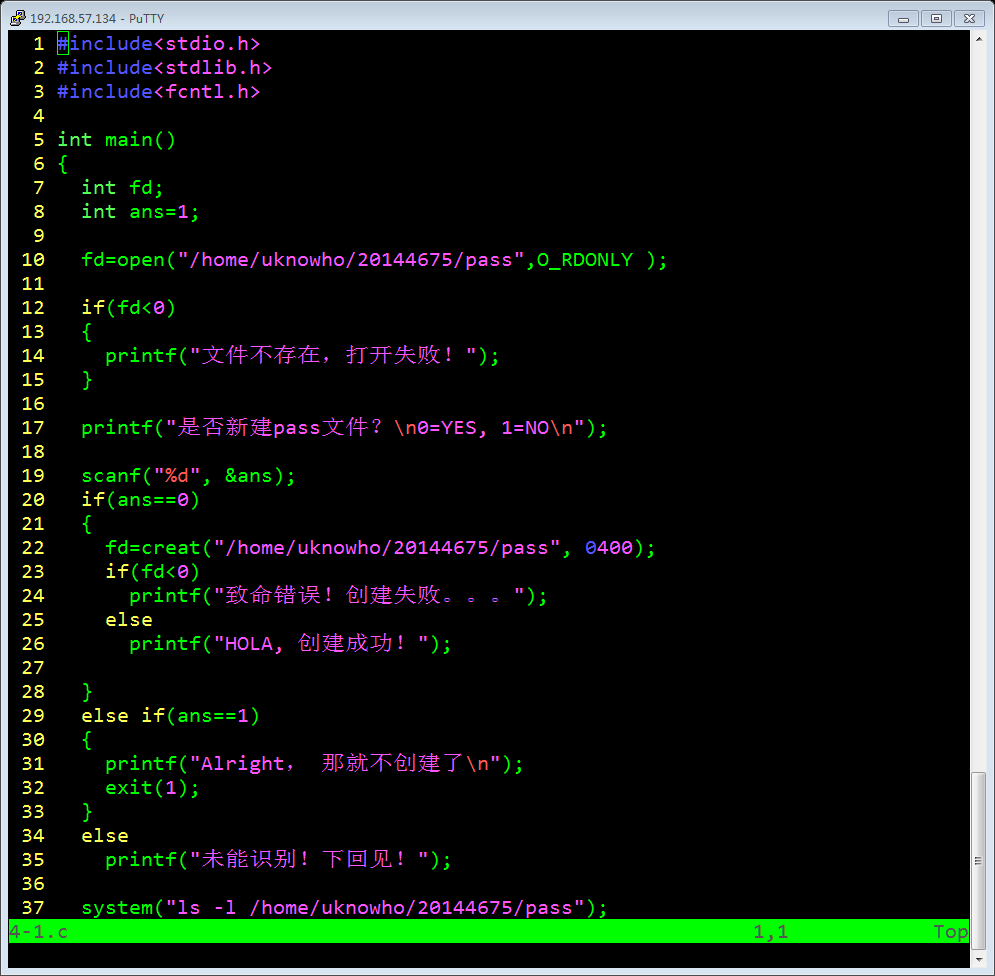 192.168.57.134 - PuTTY
1 #include<stdio.h>
2 #include<stdlib.h>
3 #include<fcntl.h>
4
5 int main()
6 {
7   int fd;
8   int ans=1;
9
10   fd=open("/home/uknowho/20144675/pass",O_RDONLY );
11
12   if(fd<0)
13   {
14     printf("文件不存在，打开失败！");
15   }
16
17   printf("是否新建pass文件？\n0=YES, 1=NO\n");
18
19   scanf("%d", &ans);
20   if(ans==0)
21   {
22     fd=creat("/home/uknowho/20144675/pass", 0400);
23     if(fd<0)
24       printf("致命错误！创建失败。。。");
25     else
26       printf("HOLA, 创建成功！");
27
28   }
29   else if(ans==1)
30   {
31     printf("Alright， 那就不创建了\n");
32     exit(1);
33   }
34   else
35     printf("未能识别！下回见！");
36
37   system("ls -l /home/uknowho/20144675/pass");
4-1.c 1,1 Top